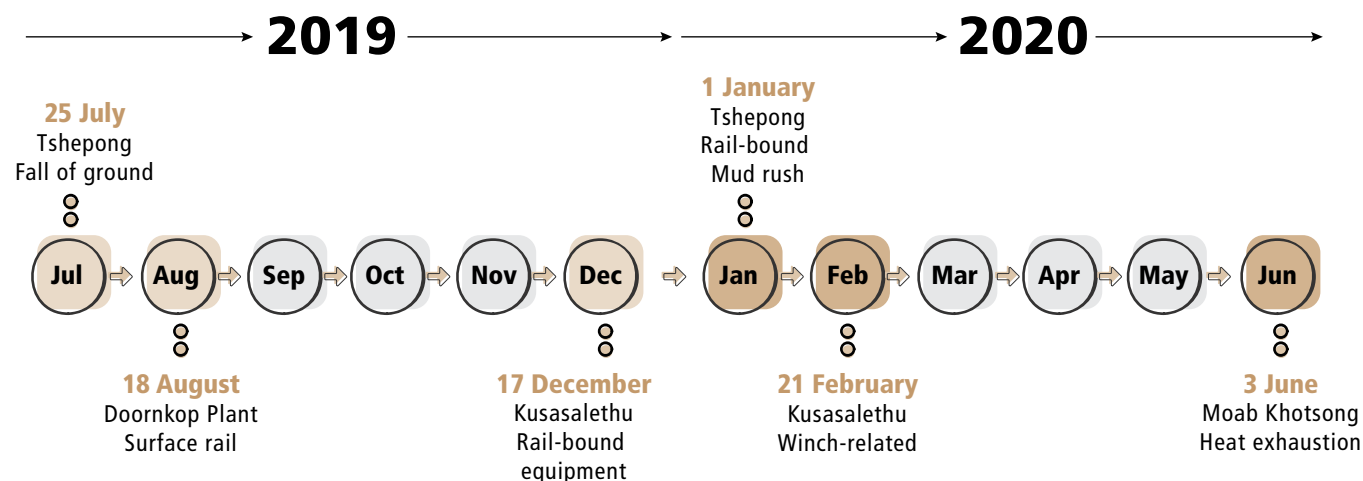 2019
2020
25 July
Tshepong
Fall of ground
1 January
Tshepong
Rail-bound
Mud rush
Jul
Aug
Sep
Oct
Nov
Dec
Jan
Feb
Mar
Apr
May
Jun
18 August
Doornkop Plant
Surface rail
17 December
Kusasalethu
Rail-bound
equipment
21 February
Kusasalethu
Winch-related
3 June
Moab Khotsong
Heat exhaustion